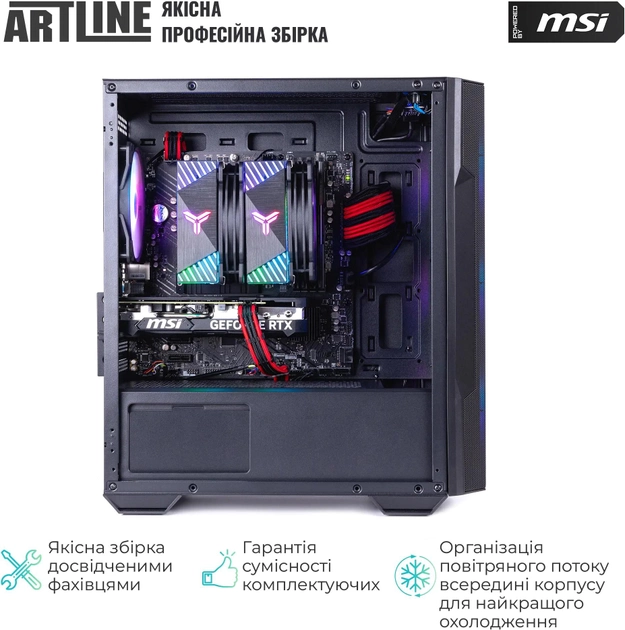 ARTLINE
ЯКІСНА
ПРОФЕСІЙНА ЗБІРКА
POWERED BY
msi
msi GEFORCE RTX
Якісна збірка
досвідченими
фахівцями
Гарантія
сумісності
комплектуючих
Організація
повітряного потоку
всередині корпусу
для найкращого
охолодження